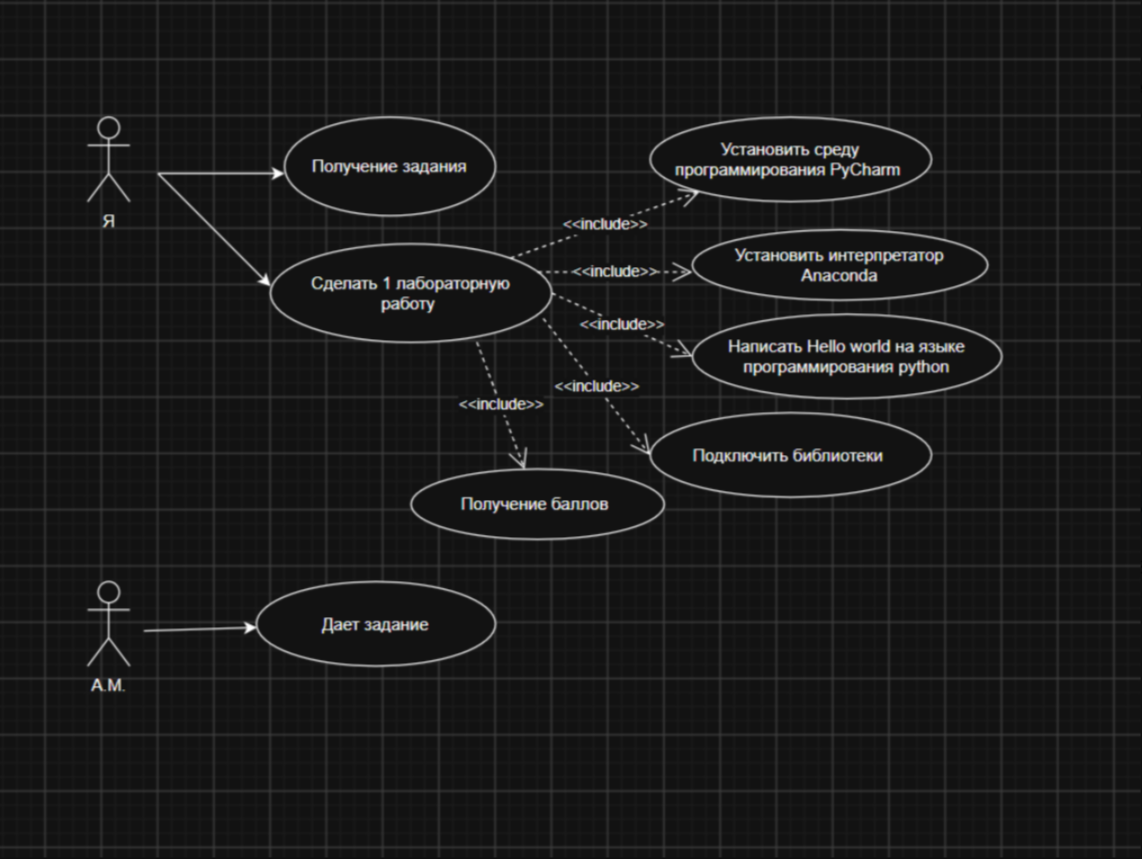 Я
Получение задания
Установить среду
программирования PyCharm
<<include>>
Сделать 1 лабораторную
работу
<<include>>
Установить интерпретатор
Anaconda
<<include>>
Написать Hello world на языке
программирования python
<<include>>
<<include>>
Подключить библиотеки
Получение баллов
А.М.
Дает задание